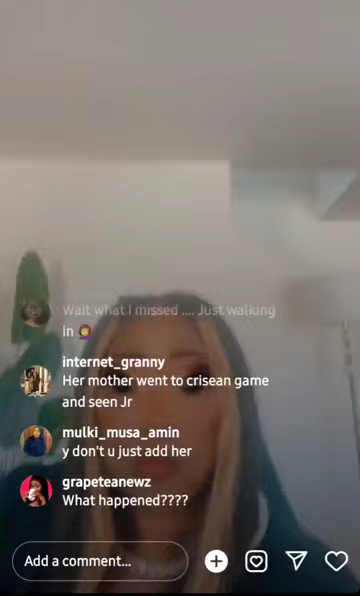 Wait what I missed .... Just walking
in 🤦‍♀️
internet_granny
Her mother went to crisean game
and seen Jr
mulki_musa_amin
y don't u just add her
grapeteanewz
What happened????
Add a comment...